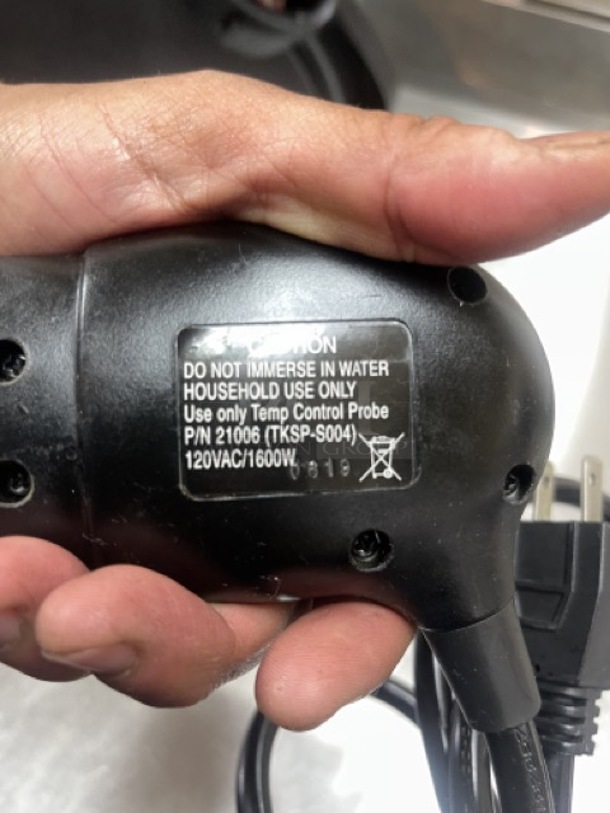 CAUTION
DO NOT IMMERSE IN WATER
HOUSEHOLD USE ONLY
Use only Temp Control Probe
P/N 21006 (TKSP-S004)
120VAC/1600W
0819